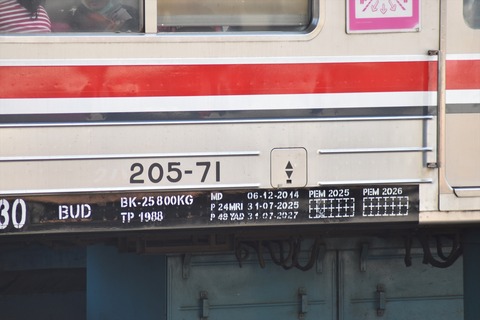 205-71
30
BUD
BK-25800KG
TP 1988
MD 06-12-2014
P 24MRI 31-07-2025
P 48 YAD 31-07-2027
PEM 2025
PEM 2026